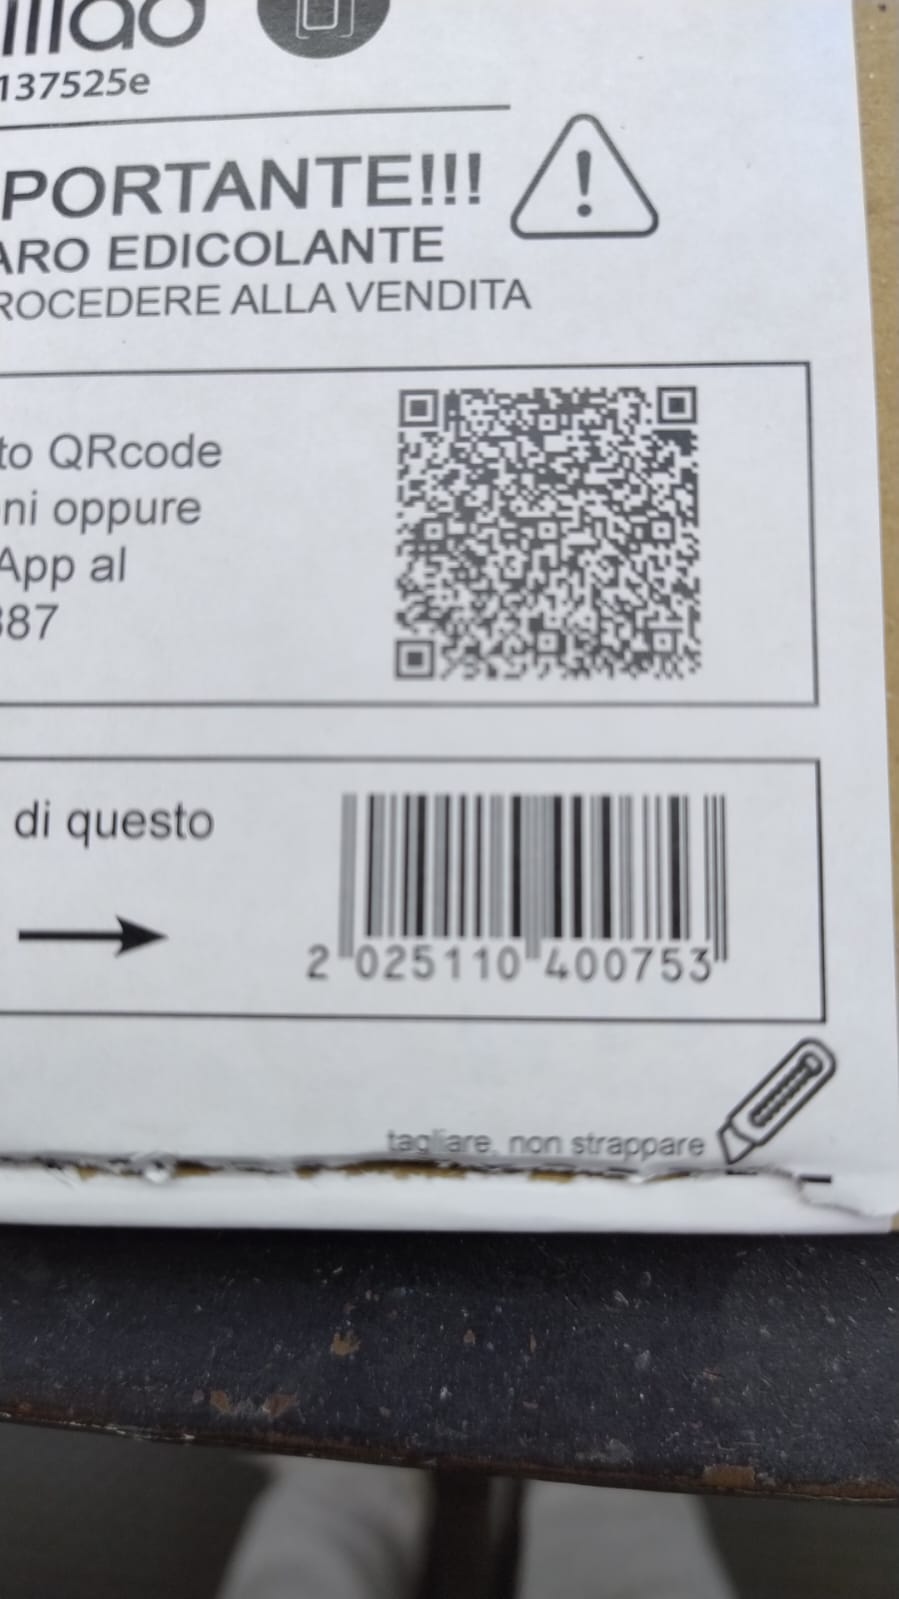 137525e
PORTANTE!!!
ARO EDICOLANTE
ROCEDERE ALLA VENDITA
to QRcode
ni oppure
App al
387
di questo
2 025110 400753
tagliare, non strappare